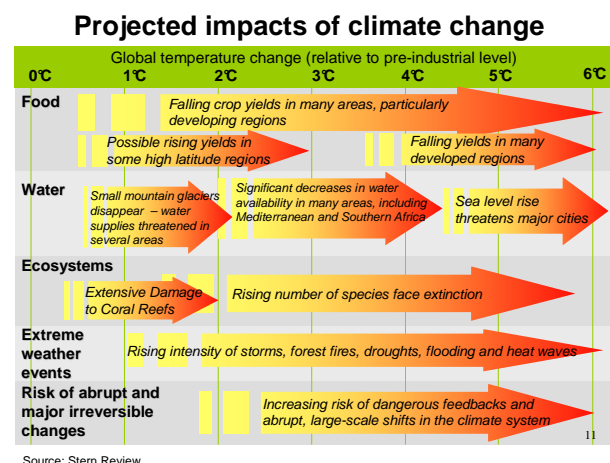 Projected impacts of climate change
Global temperature change (relative to pre-industrial level)
0°C 1°C 2°C 3°C 4°C 5°C 6°C
Food
Falling crop yields in many areas, particularly
developing regions
Possible rising yields in
some high latitude regions
Falling yields in many
developed regions
Water
Small mountain glaciers
disappear – water
supplies threatened in
several areas
Significant decreases in water
availability in many areas, including
Mediterranean and Southern Africa
Sea level rise
threatens major cities
Ecosystems
Extensive Damage
to Coral Reefs
Rising number of species face extinction
Extreme
weather
events
Rising intensity of storms, forest fires, droughts, flooding and heat waves
Risk of abrupt and
major irreversible
changes
Increasing risk of dangerous feedbacks and
abrupt, large-scale shifts in the climate system
11
Source: Stern Review